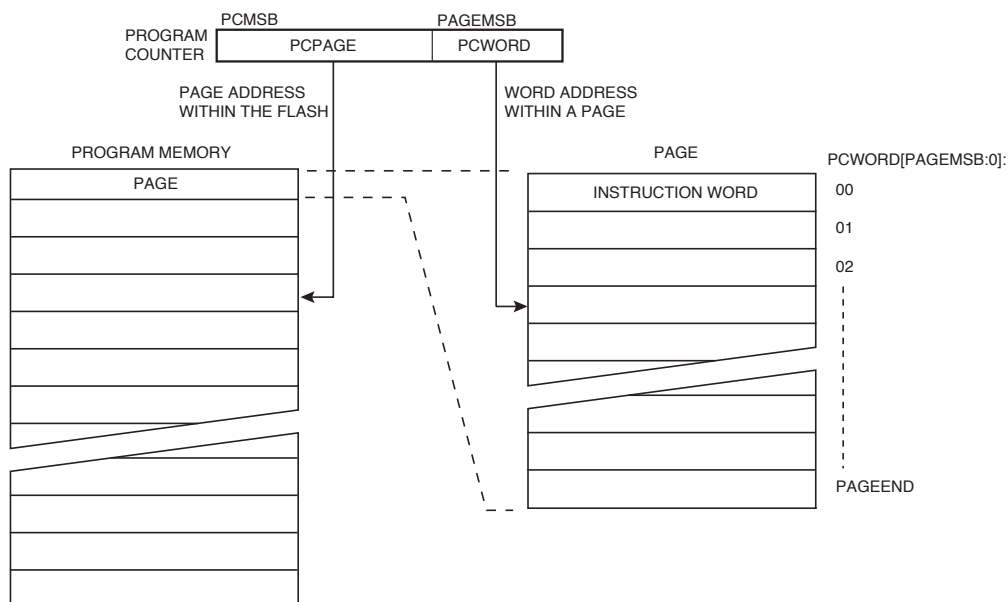 PCMSB PAGEMSB
PROGRAM
COUNTER
PCPAGE PCWORD
PAGE ADDRESS
WITHIN THE FLASH
WORD ADDRESS
WITHIN A PAGE
PROGRAM MEMORY
PAGE
PAGE
INSTRUCTION WORD
PCWORD[PAGEMSB:0]:
00
01
02
PAGEEND